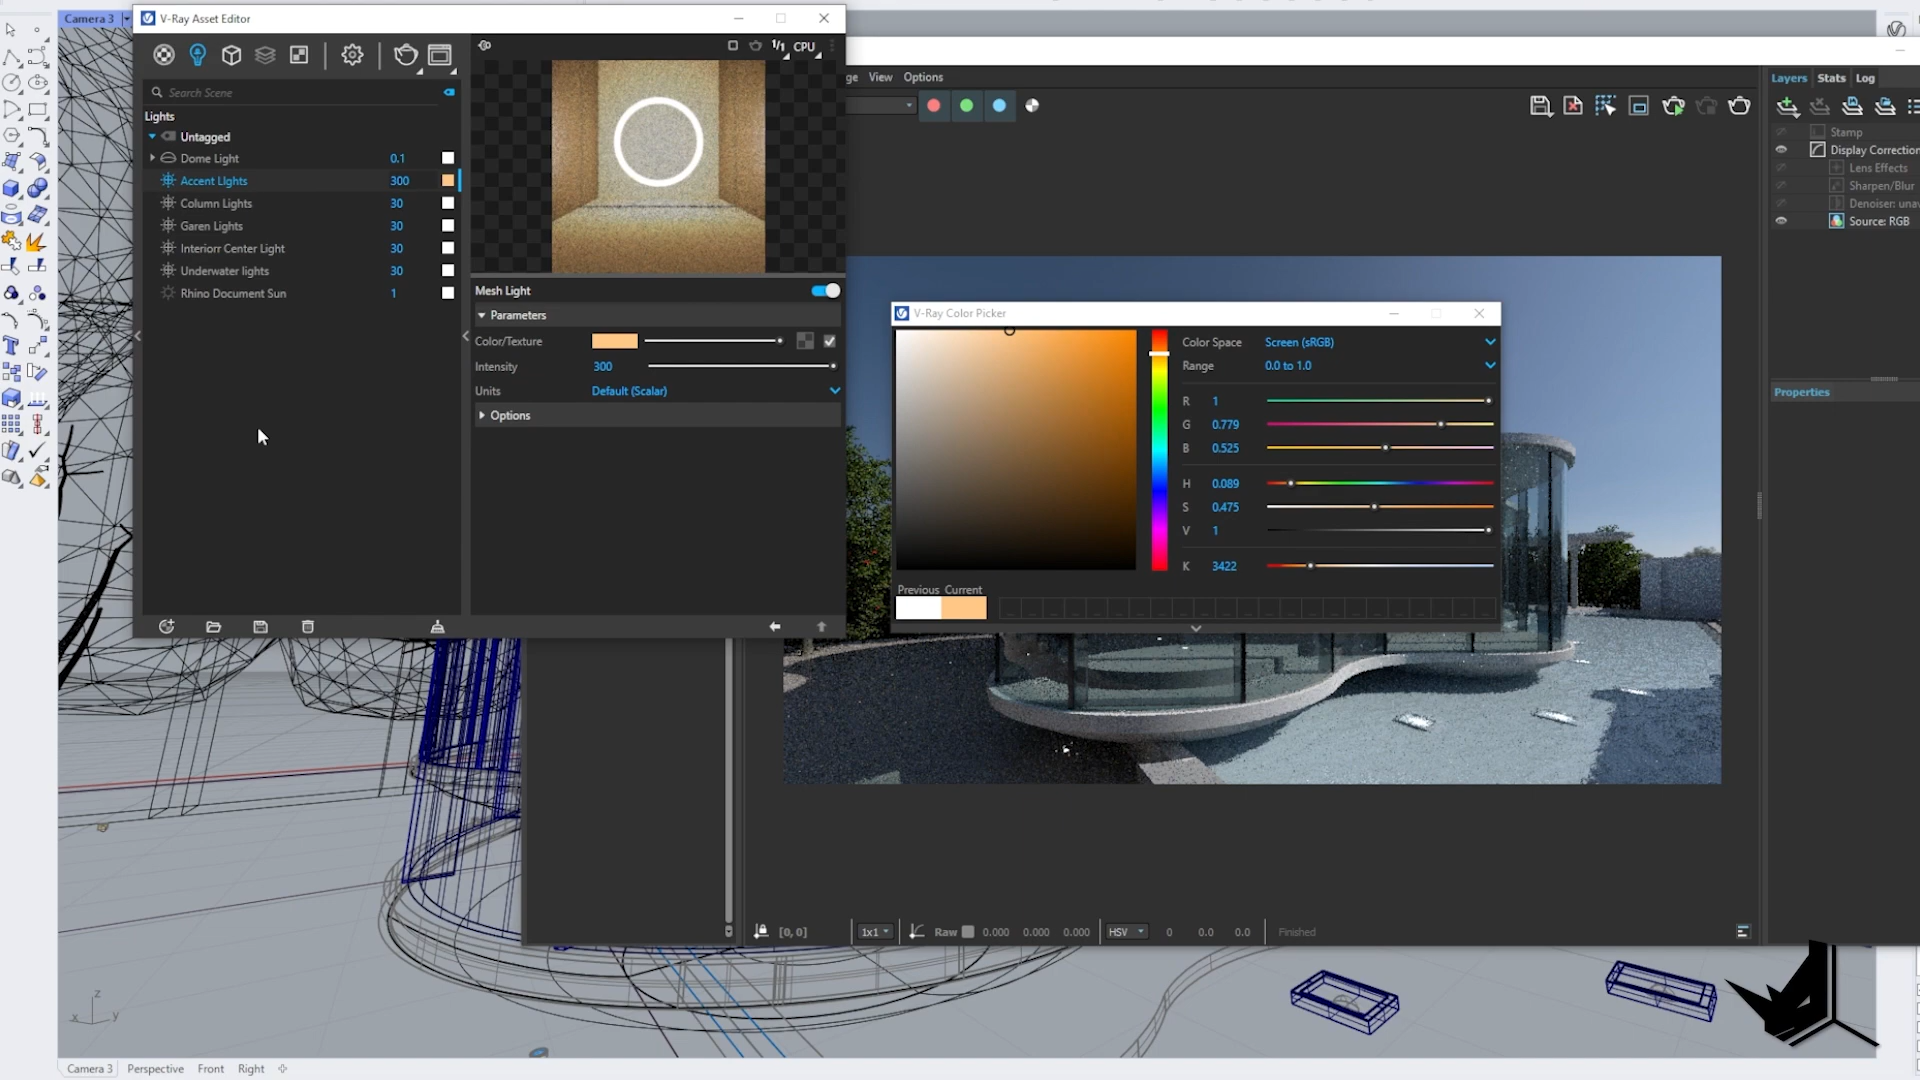 Camera 3
V-Ray Asset Editor
1/1 CPU
Search Scene
Lights
Untagged
Dome Light 0.1
Accent LIghts 300
Column Lights 30
Garen Lights 30
Interiorr Center Light 30
Underwater lights 30
Rhino Document Sun 1
Mesh Light
Parameters
Color/Texture
Intensity 300
Units Default (Scalar)
Options
ge View Options
V-Ray Color Picker
Color Space Screen (sRGB)
Range 0.0 to 1.0
R 1
G 0.779
B 0.525
H 0.089
S 0.475
V 1
K 3422
Previous Current
Layers Stats Log
Stamp
Display Correction
Lens Effects
Sharpen/Blur
Denoiser: una
Source: RGB
Properties
[0, 0] 1x1 Raw 0.000 0.000 0.000 HSV 0 0.0 0.0 Finished
z
x y
Camera 3 Perspective Front Right